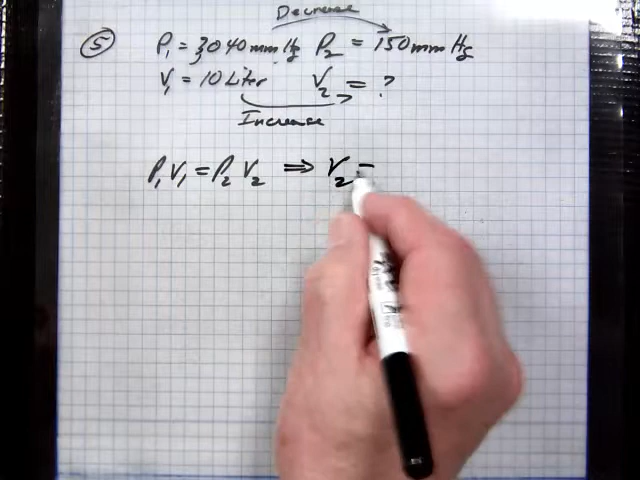 Decrease
⑤ P₁ = 3040 mm Hg P₂ = 150 mm Hg
V₁ = 10 Liter V₂ = ?
Increase
P₁V₁ = P₂V₂ ⇒ V₂ =